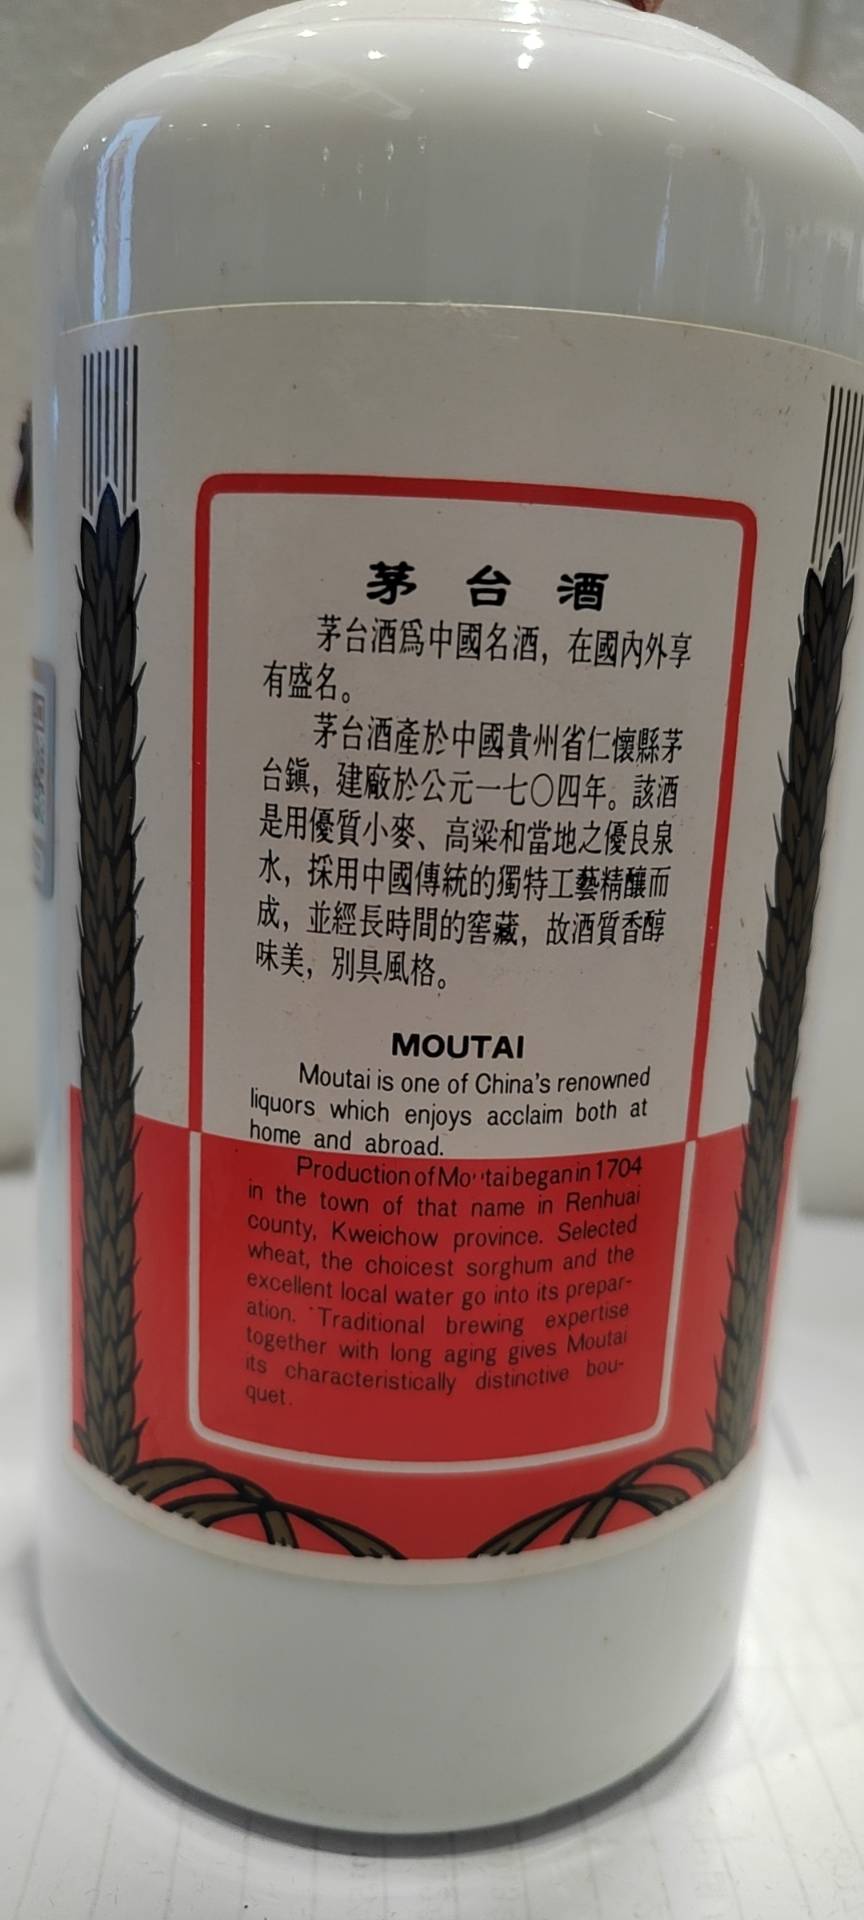 茅台酒
茅台酒爲中國名酒，在國內外享
有盛名。
茅台酒產於中國貴州省仁懷縣茅
台鎮，建廠於公元一七〇四年。該酒
是用優質小麥、高粱和當地之優良泉
水，採用中國傳統的獨特工藝精釀而
成，並經長時間的窖藏，故酒質香醇
味美，別具風格。
MOUTAI
Moutai is one of China's renowned
liquors which enjoys acclaim both at
home and abroad.
Production of Moutai began in 1704
in the town of that name in Renhuai
county, Kweichow province. Selected
wheat, the choicest sorghum and the
excellent local water go into its prepar-
ation. Traditional brewing expertise
together with long aging gives Moutai
its characteristically distinctive bou-
quet.